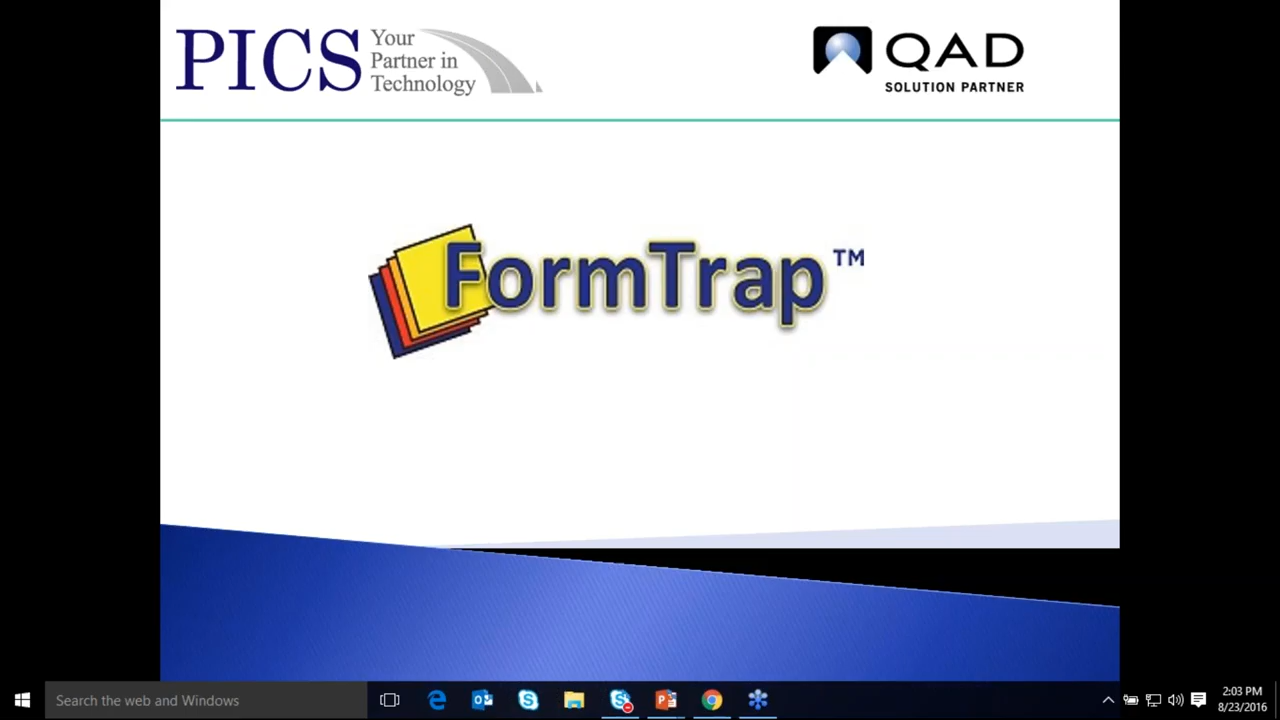 PICS
Your
Partner in
Technology
QAD
SOLUTION PARTNER
FormTrap™
Search the web and Windows
2:03 PM
8/23/2016